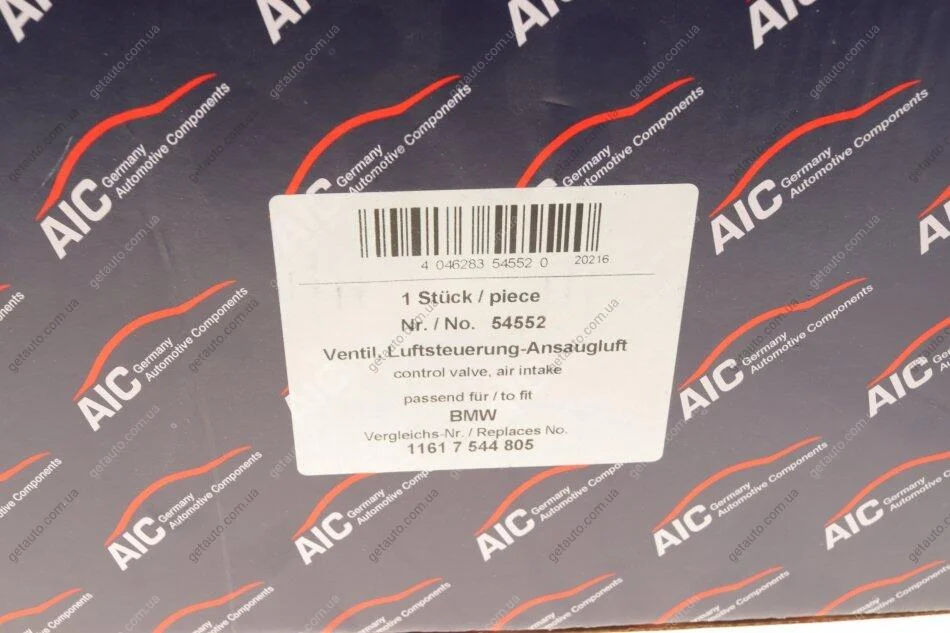 AIC Germany Automotive Components
4 046283 54552 0 20216
1 Stück / piece
Nr. / No. 54552
Ventil, Luftsteuerung-Ansaugluft
control valve, air intake
passend für / to fit
BMW
Vergleichs-Nr. / Replaces No.
1161 7 544 805
getauto.com.ua